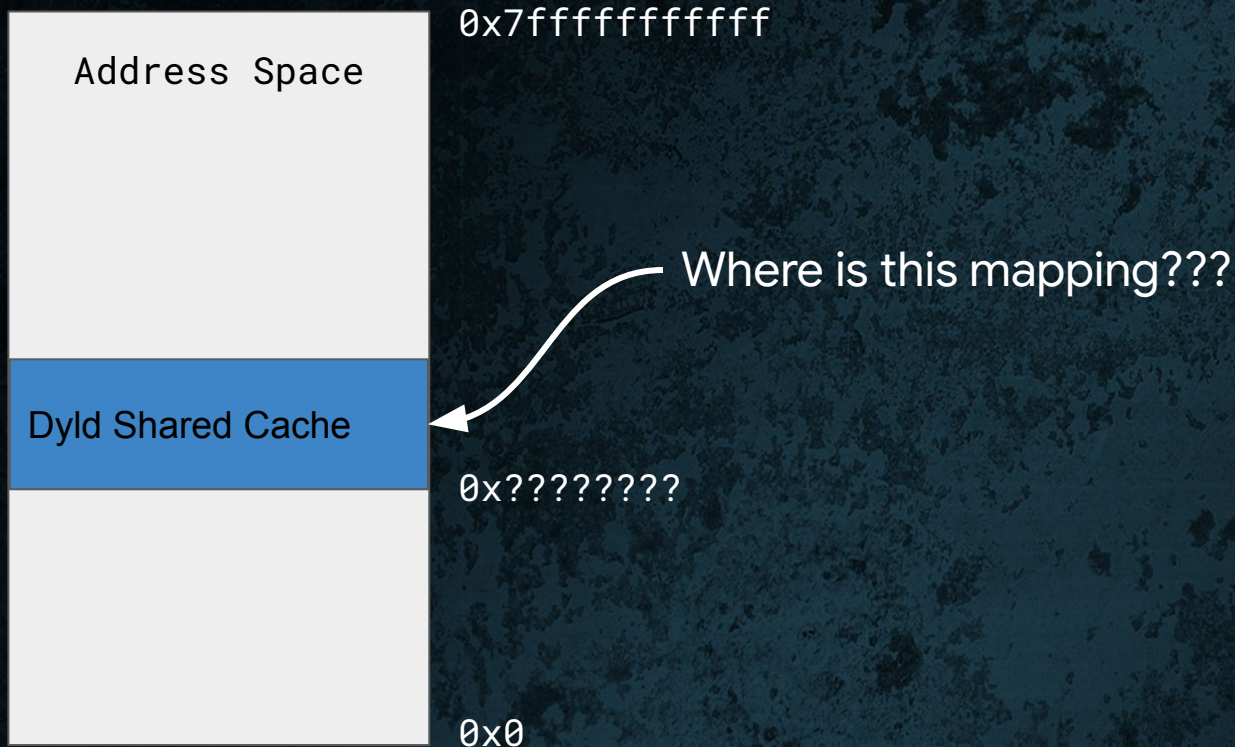 0x7fffffffffff
Address Space
Where is this mapping???
Dyld Shared Cache
0x????????
0x0